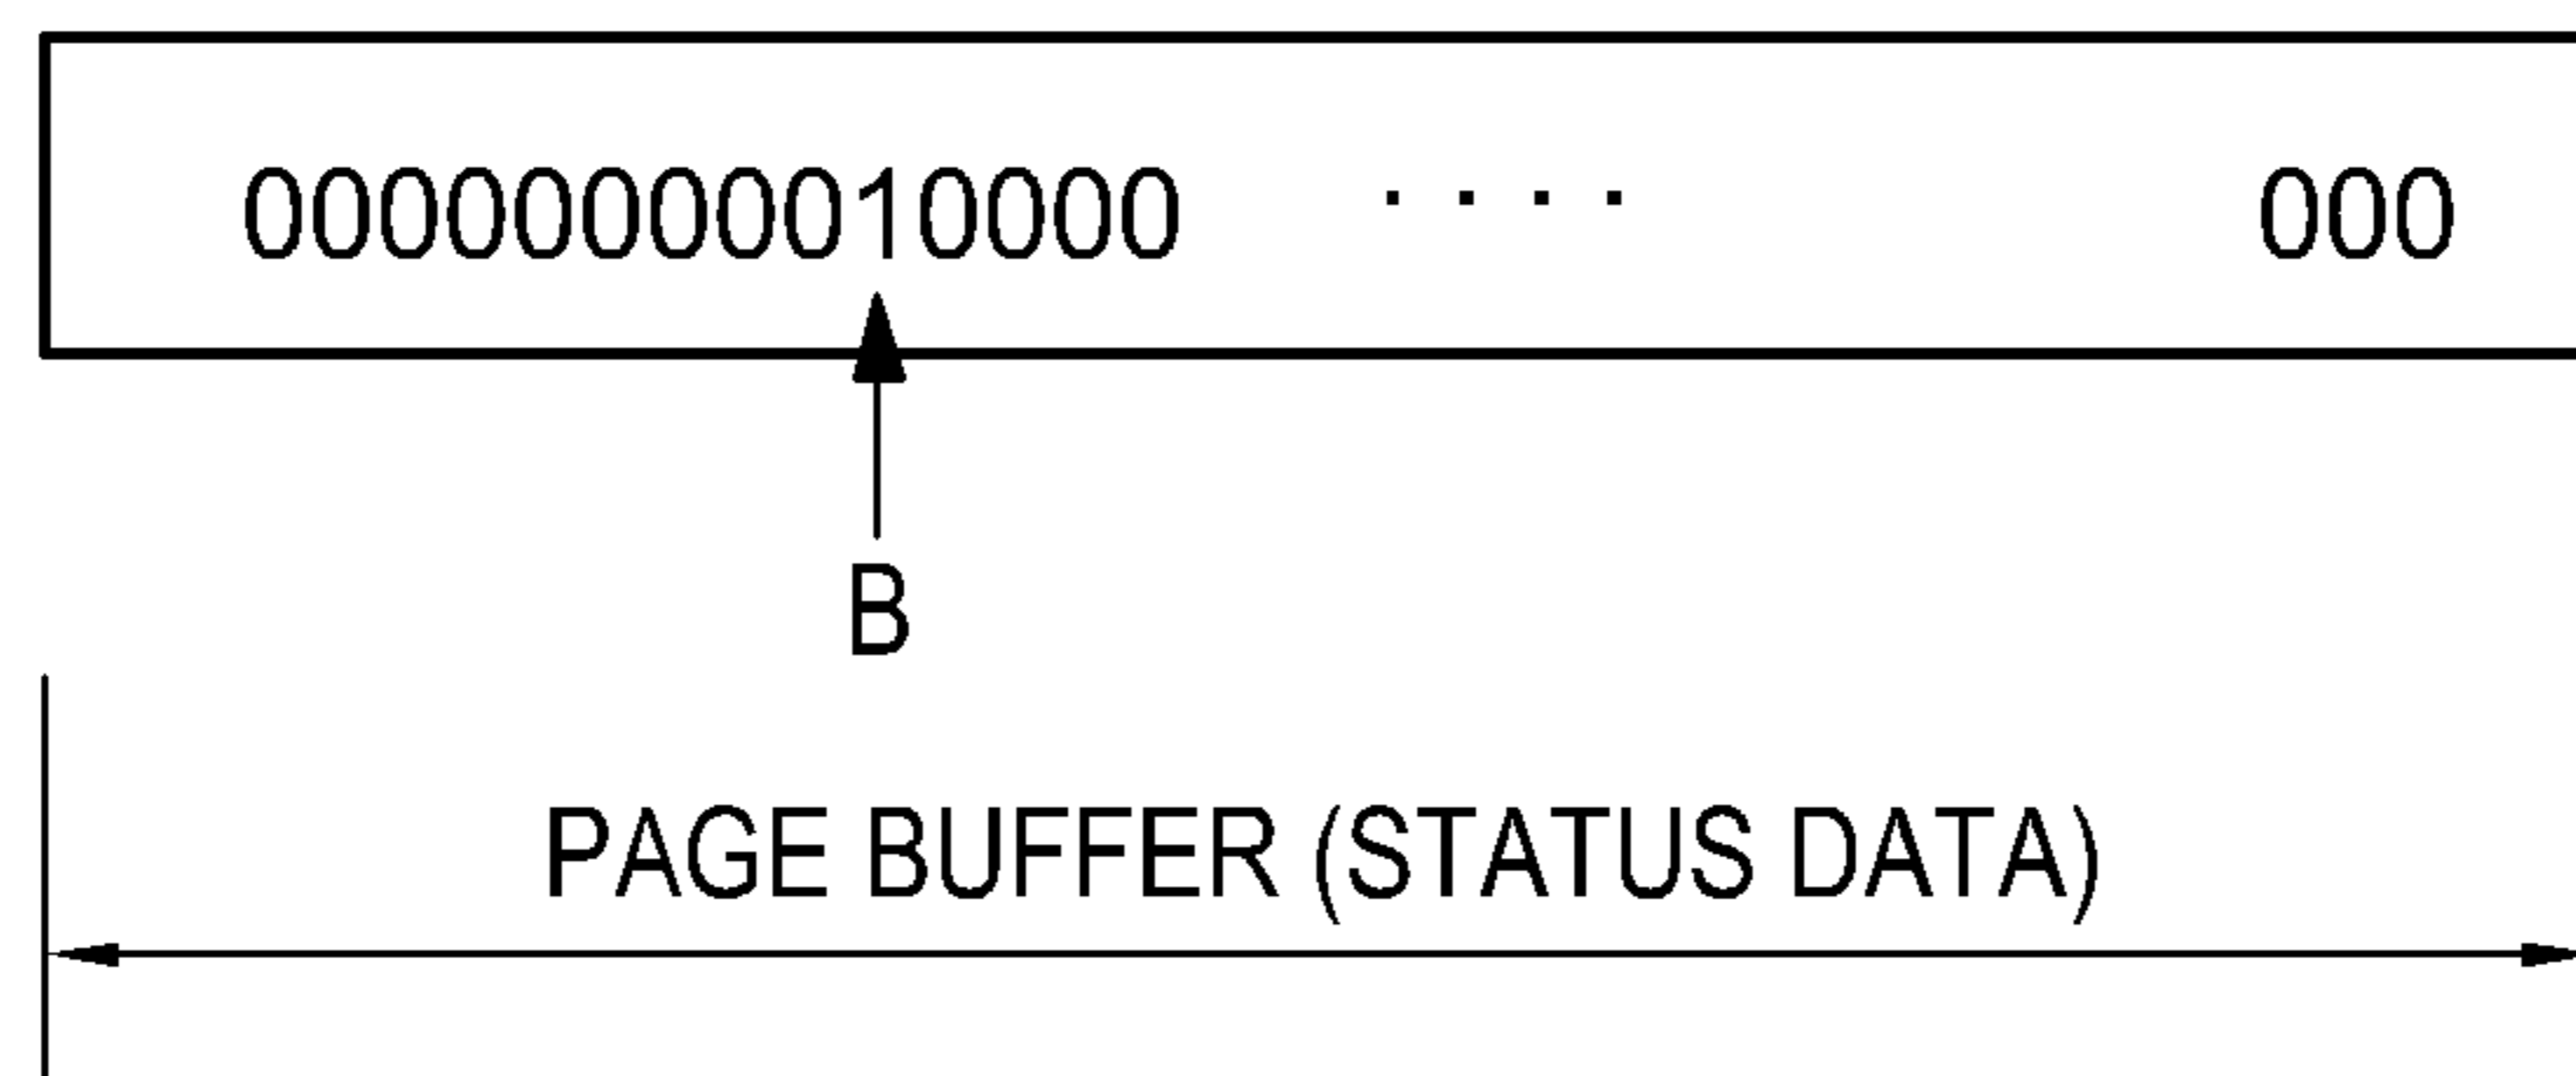 00000000010000 · · · · 000
B
PAGE BUFFER (STATUS DATA)